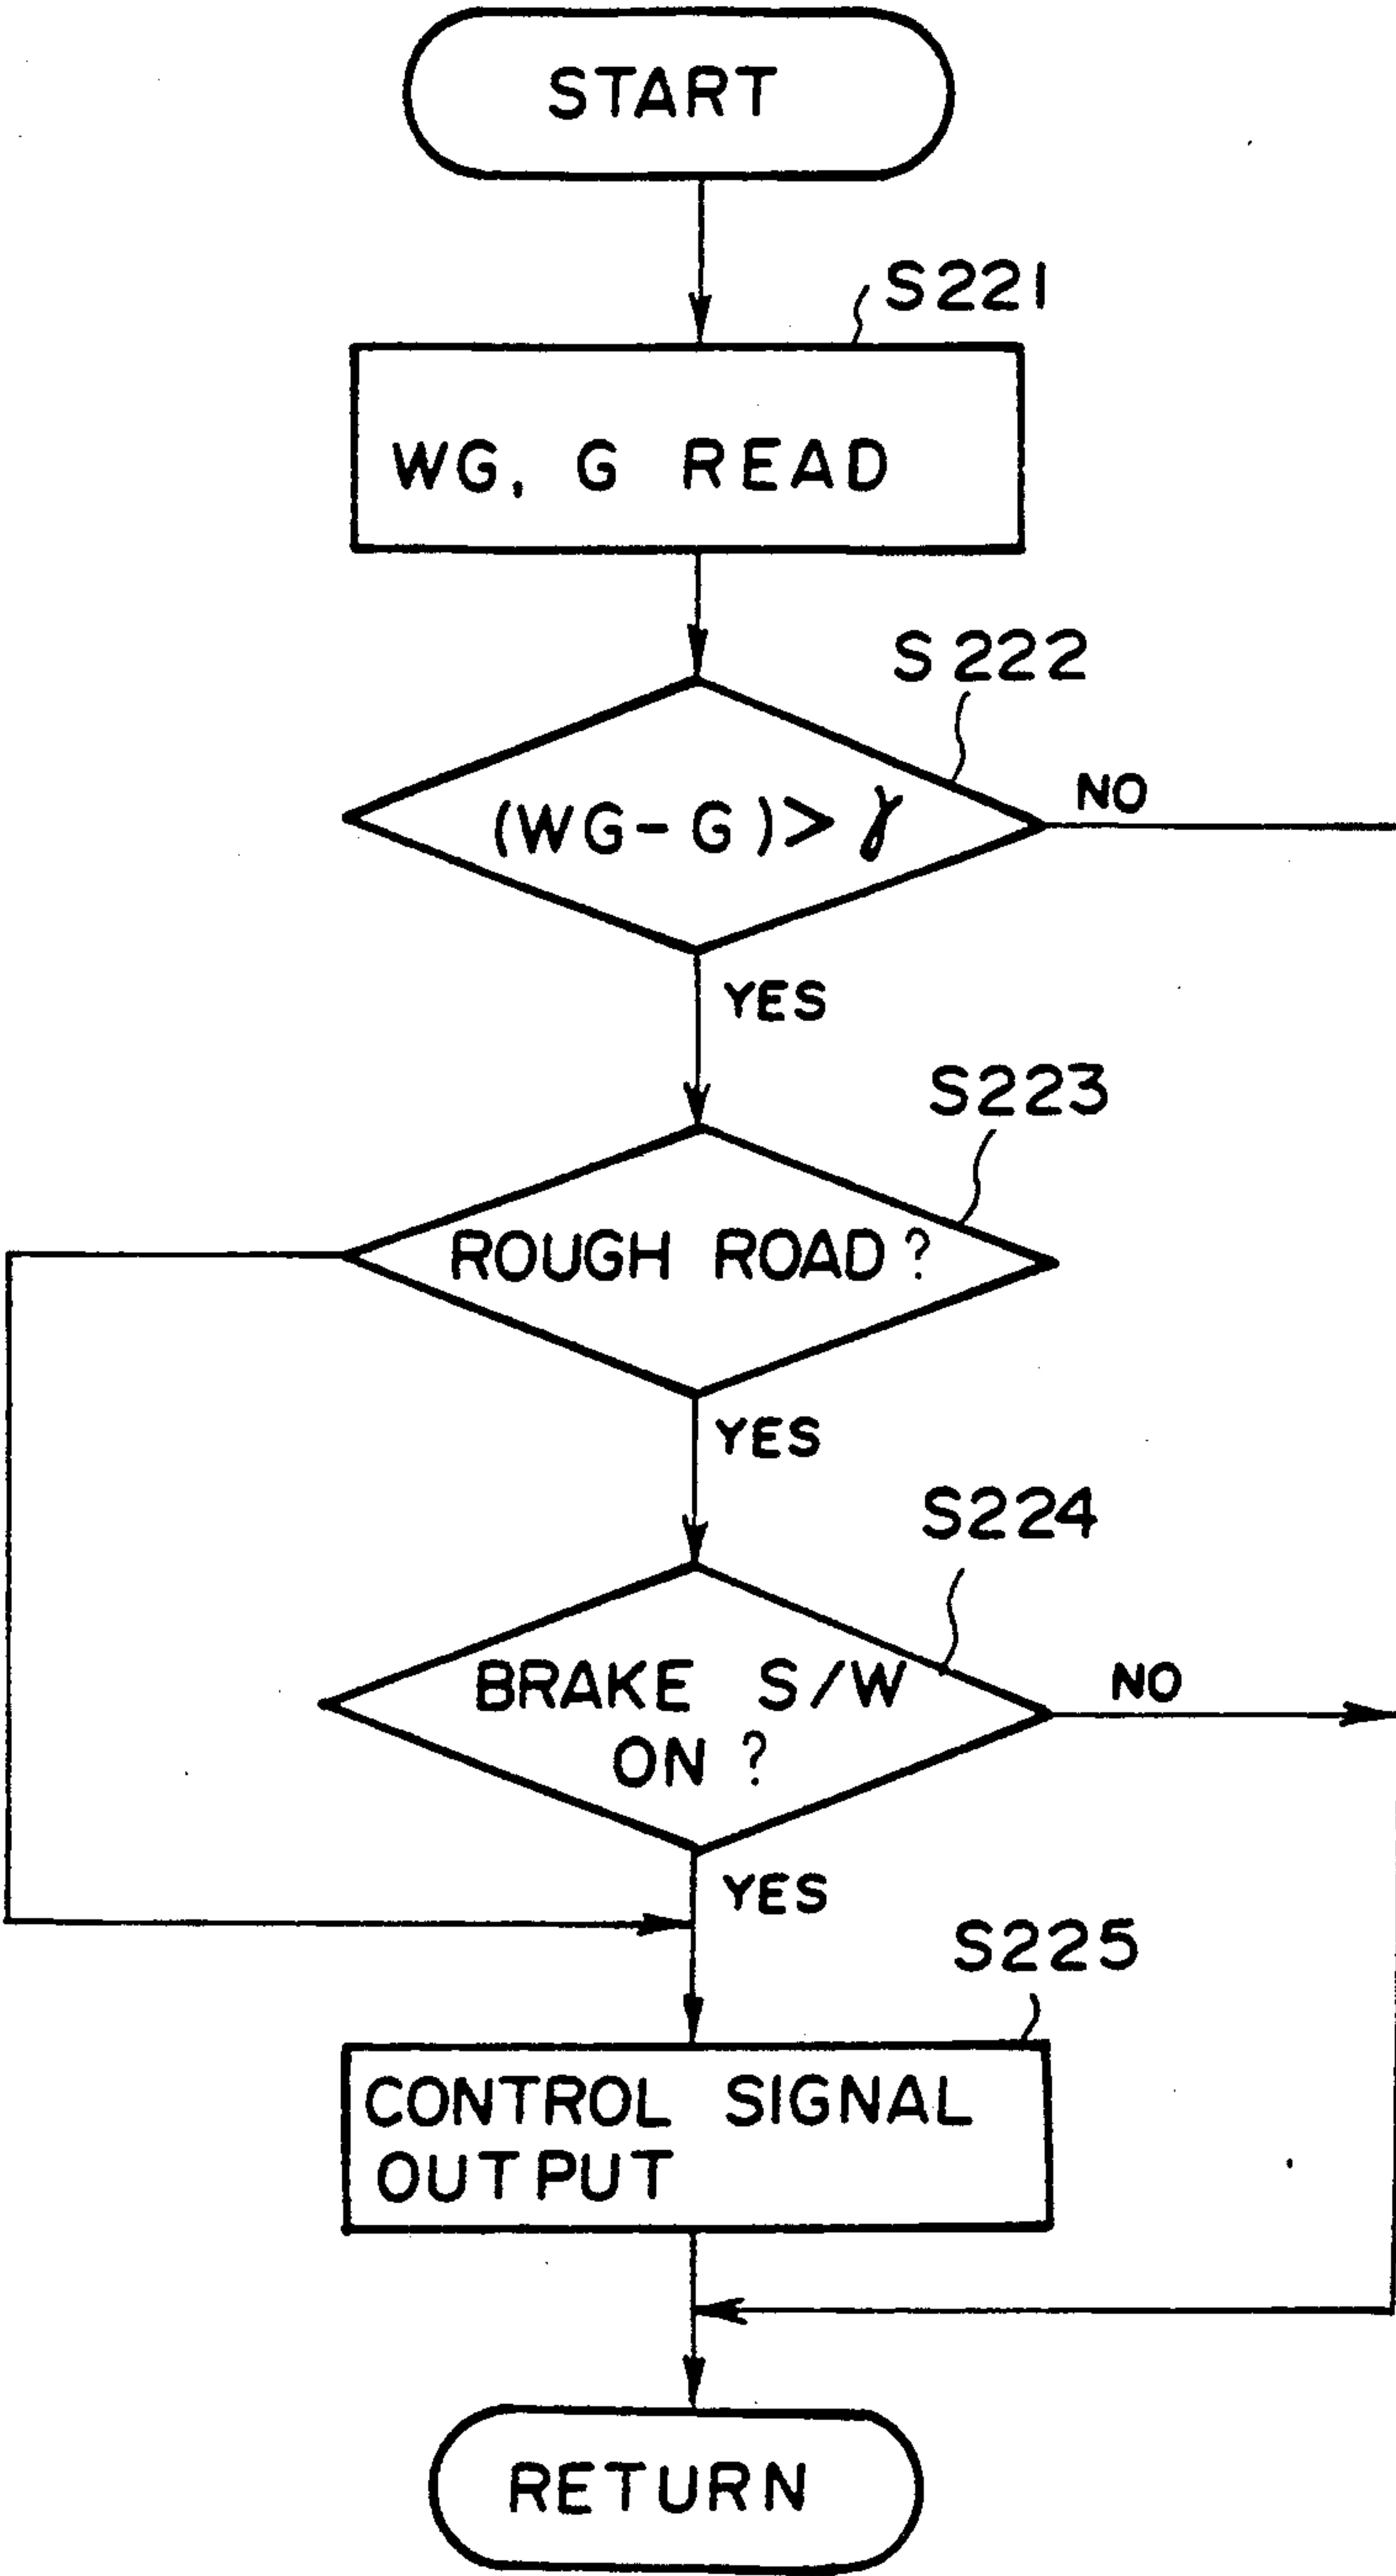 START
S221
WG, G READ
S222
(WG-G)>γ
NO
YES
S223
ROUGH ROAD?
YES
S224
BRAKE S/W
ON?
NO
YES
S225
CONTROL SIGNAL
OUTPUT
RETURN